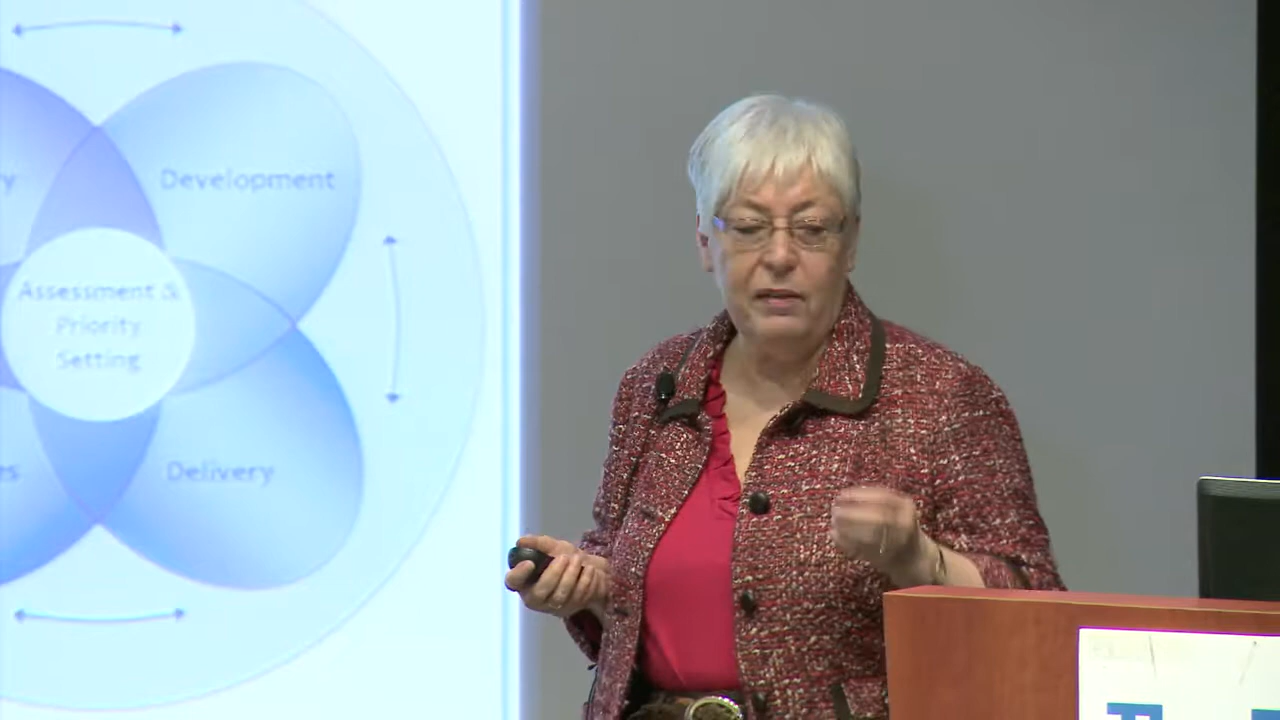 Development
Assessment &
Priority
Setting
Delivery